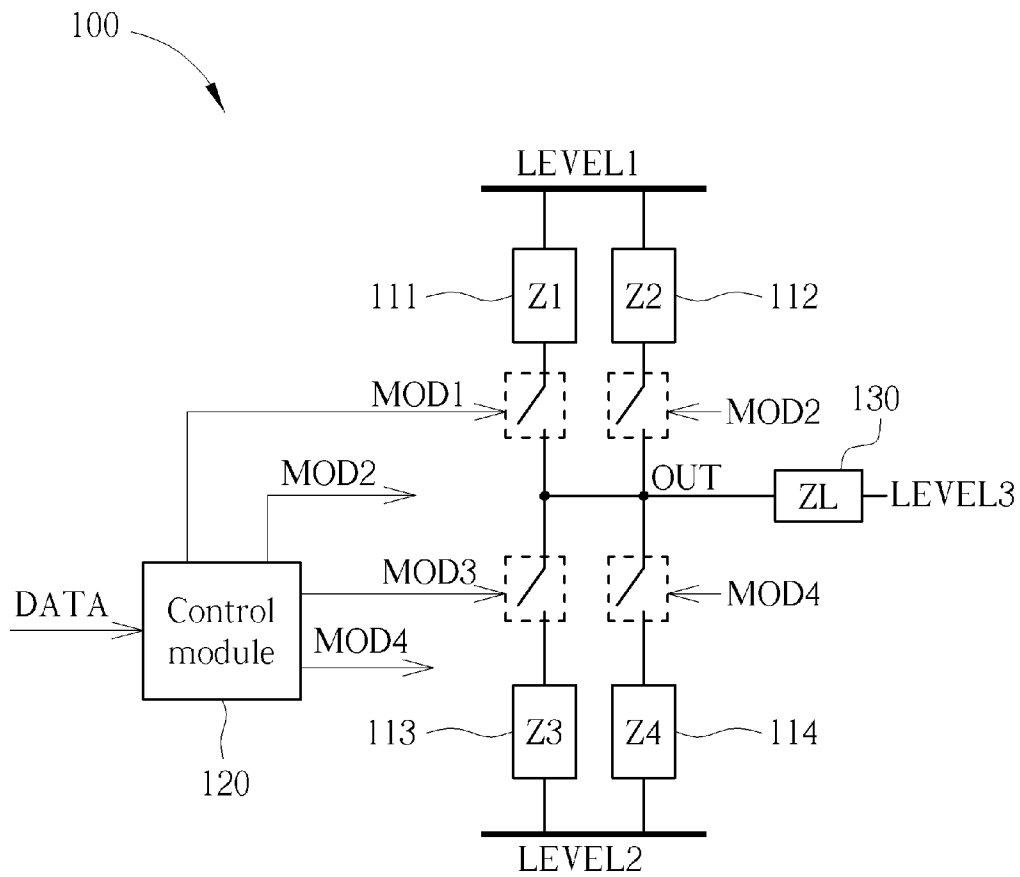 100
LEVEL1
111
Z1
Z2
112
MOD1
MOD2
130
MOD2
OUT
ZL
LEVEL3
MOD3
MOD4
DATA
Control
module
MOD4
113
Z3
Z4
114
120
LEVEL2